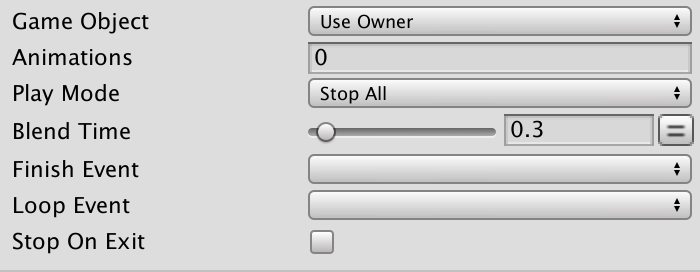 Game Object Use Owner
Animations 0
Play Mode Stop All
Blend Time 0.3 =
Finish Event
Loop Event
Stop On Exit